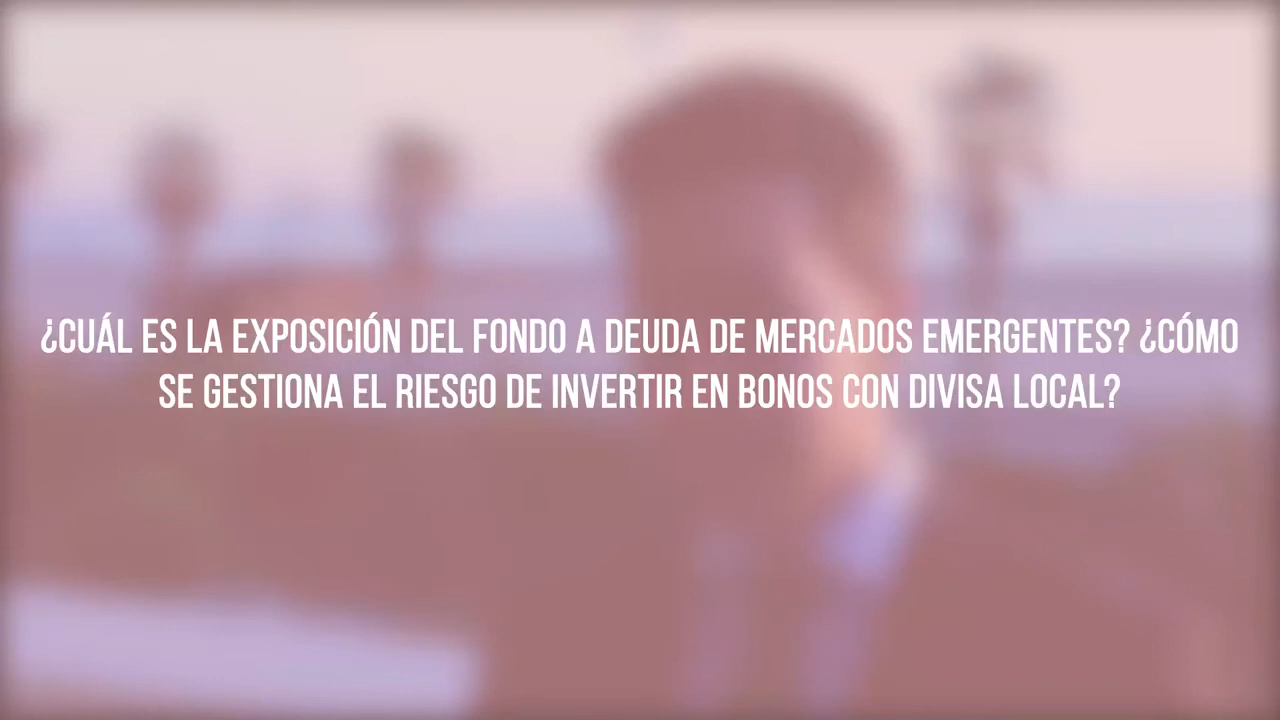 ¿CUÁL ES LA EXPOSICIÓN DEL FONDO A DEUDA DE MERCADOS EMERGENTES? ¿CÓMO
SE GESTIONA EL RIESGO DE INVERTIR EN BONOS CON DIVISA LOCAL?